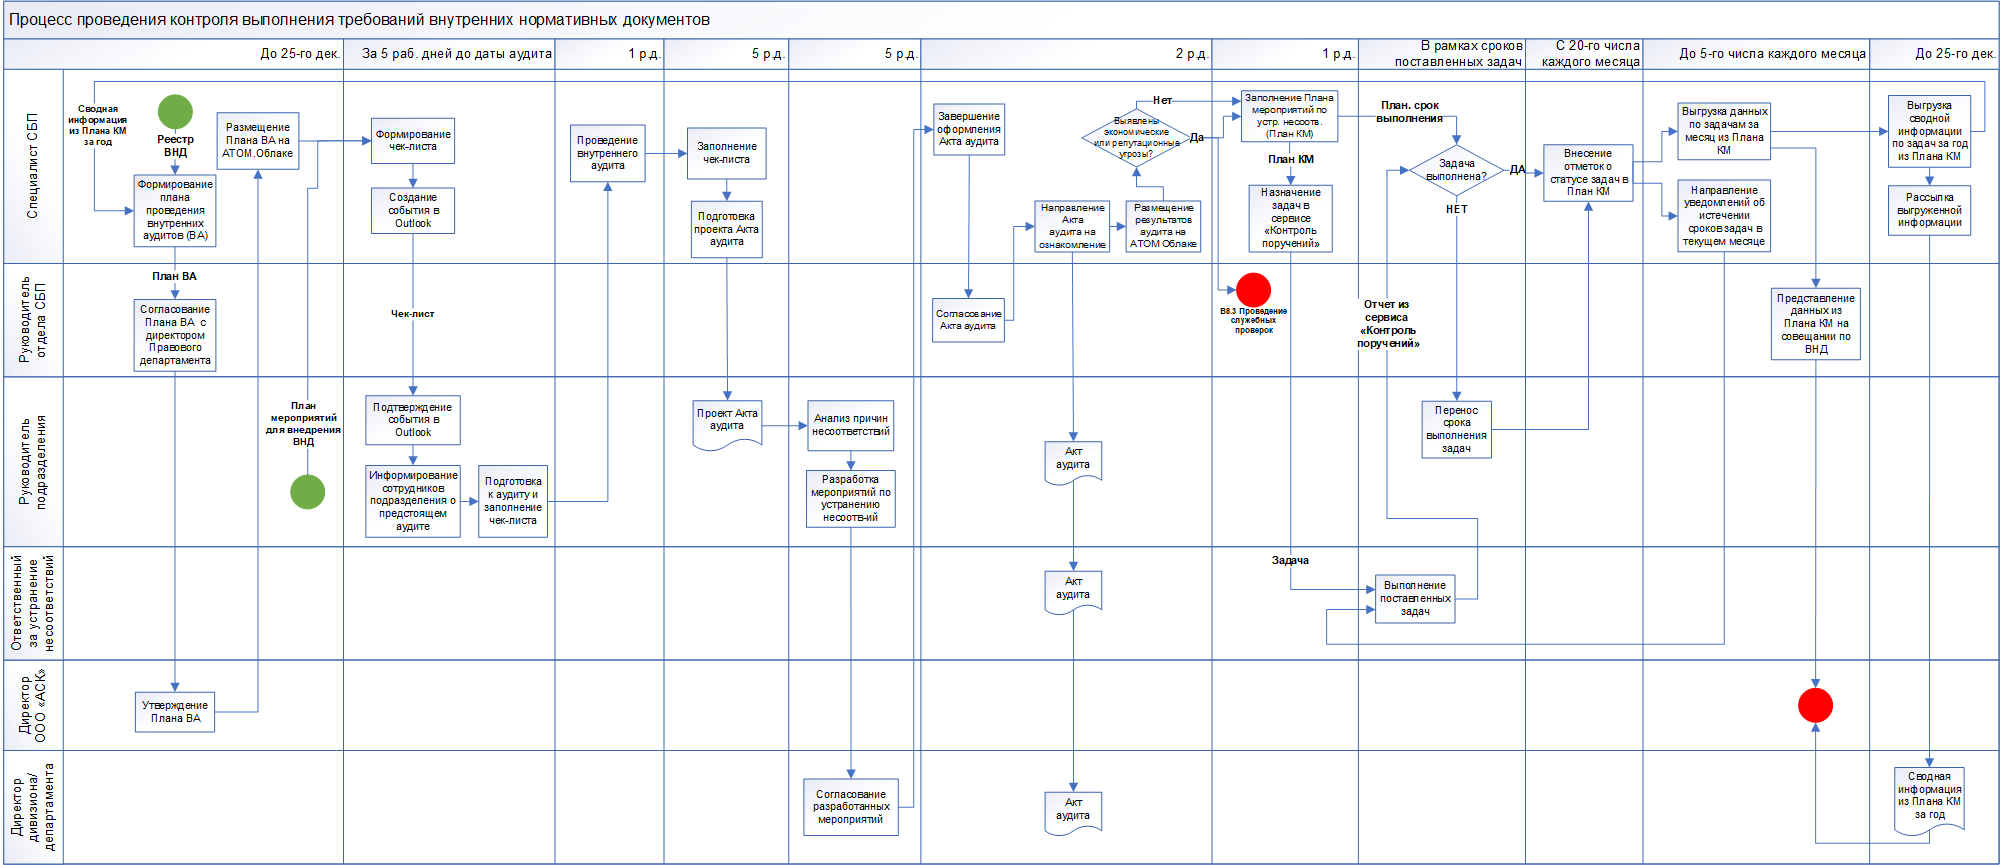 Процесс проведения контроля выполнения требований внутренних нормативных документов
До 25-го дек.
За 5 раб. дней до даты аудита
1 р.д.
5 р.д.
5 р.д.
2 р.д.
1 р.д.
В рамках сроков
поставленных задач
С 20-го числа
каждого месяца
До 5-го числа каждого месяца
До 25-го дек.
Специалист СБП
Сводная
информация
из Плана КМ
за год
Реестр
ВНД
Формирование
плана
проведения
внутренних
аудитов (ВА)
Размещение
Плана ВА на
АТОМ.Облаке
Формирование
чек-листа
Создание
события в
Outlook
Проведение
внутреннего
аудита
Заполнение
чек-листа
Подготовка
проекта Акта
аудита
Завершение
оформления
Акта аудита
Направление
Акта
аудита на
ознакомление
Размещение
результатов
аудита на
АТОМ.Облаке
Выявлены
экономические
или репутационные
угрозы?
Нет
Да
Заполнение Плана
мероприятий по
устр. несоотв.
(План КМ)
План КМ
Назначение
задач в
сервисе
«Контроль
поручений»
План. срок
выполнения
Задача
выполнена?
ДА
НЕТ
Внесение
отметок о
статусе задач в
План КМ
Выгрузка данных
по задачам за
месяц из Плана
КМ
Направление
уведомлений об
истечении
сроков задач в
текущем месяце
Выгрузка
сводной
информации
по задач за год
из Плана КМ
Рассылка
выгруженной
информации
Руководитель
отдела СБП
План ВА
Согласование
Плана ВА с
директором
Правового
департамента
Чек-лист
Согласование
Акта аудита
В8.3 Проведение
служебных
проверок
Отчет из
сервиса
«Контроль
поручений»
Представление
данных из
Плана КМ на
совещании по
ВНД
Руководитель
подразделения
План
мероприятий
для внедрения
ВНД
Подтверждение
события в
Outlook
Информирование
сотрудников
подразделения о
предстоящем
аудите
Подготовка
к аудиту и
заполнение
чек-листа
Проект Акта
аудита
Анализ причин
несоответствий
Разработка
мероприятий по
устранению
несоотв-ий
Акт
аудита
Перенос
срока
выполнения
задач
Ответственный
за устранение
несоответствий
Акт
аудита
Задача
Выполнение
поставленных
задач
Директор
ООО «АСК»
Утверждение
Плана ВА
Директор
дивизиона/
департамента
Согласование
разработанных
мероприятий
Акт
аудита
Сводная
информация
из Плана КМ
за год